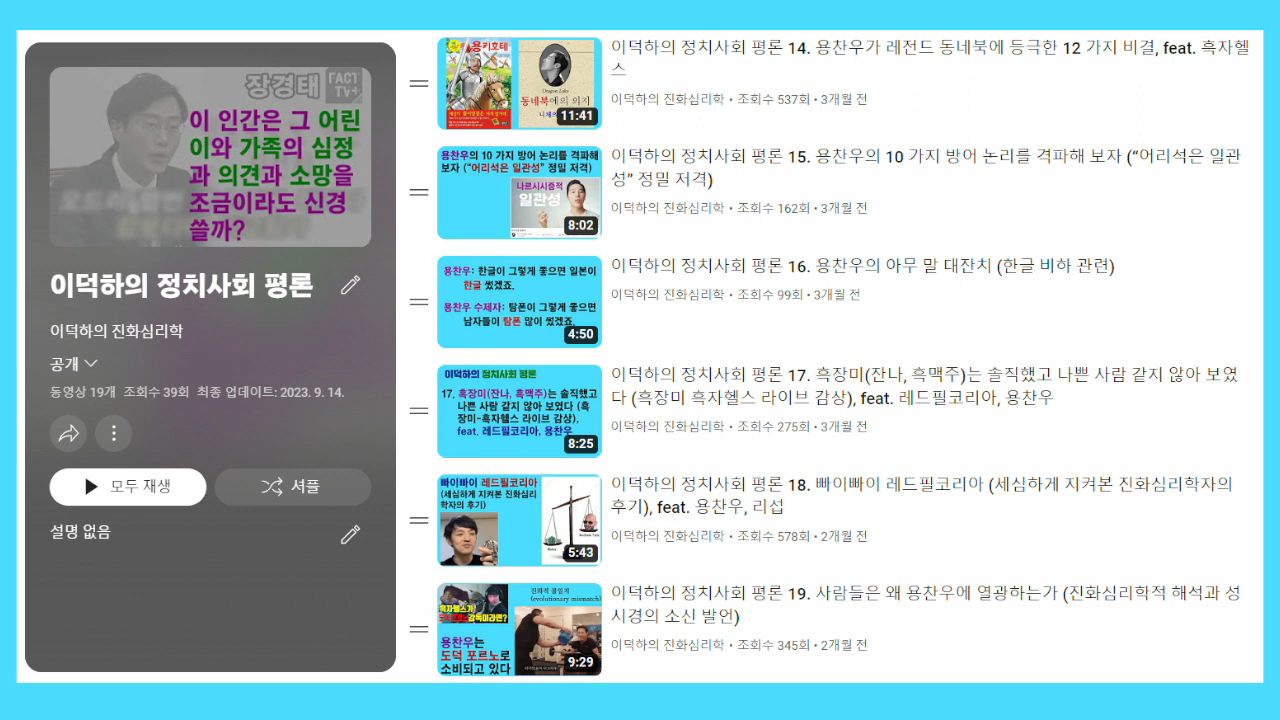 장경태
FACT
TV+
이 인간은 그 어린
이와 가족의 심정
과 의견과 소망을
조금이라도 신경
쓸까?
이덕하의 정치사회 평론
이덕하의 진화심리학
공개
동영상 19개 조회수 39회 최종 업데이트: 2023. 9. 14.
모두 재생
셔플
설명 없음
용키호테
Dragon Lake
동네북에의 의지
11:41
이덕하의 정치사회 평론 14. 용찬우가 레전드 동네북에 등극한 12 가지 비결, feat. 흑자헬
스
이덕하의 진화심리학 • 조회수 537회 • 3개월 전
용찬우의 10 가지 방어 논리를 격파해
보자 (“어리석은 일관성” 정밀 저격)
나르시시즘적
일관성
8:02
이덕하의 정치사회 평론 15. 용찬우의 10 가지 방어 논리를 격파해 보자 (“어리석은 일관
성” 정밀 저격)
이덕하의 진화심리학 • 조회수 162회 • 3개월 전
용찬우: 한글이 그렇게 좋으면 일본이
한글 썼겠죠.
용찬우 수제자: 탐폰이 그렇게 좋으면
남자들이 탐폰 많이 썼겠죠.
4:50
이덕하의 정치사회 평론 16. 용찬우의 아무 말 대잔치 (한글 비하 관련)
이덕하의 진화심리학 • 조회수 99회 • 3개월 전
이덕하의 정치사회 평론
17. 흑장미(잔나, 흑맥주)는 솔직했고
나쁜 사람 같지 않아 보였다 (흑
장미-흑자헬스 라이브 감상),
feat. 레드필코리아, 용찬우
8:25
이덕하의 정치사회 평론 17. 흑장미(잔나, 흑맥주)는 솔직했고 나쁜 사람 같지 않아 보였
다 (흑장미 흑자헬스 라이브 감상), feat. 레드필코리아, 용찬우
이덕하의 진화심리학 • 조회수 275회 • 3개월 전
빠이빠이 레드필코리아
(세심하게 지켜본 진화심리
학자의 후기)
Andrew Tate
5:43
이덕하의 정치사회 평론 18. 빠이빠이 레드필코리아 (세심하게 지켜본 진화심리학자의
후기), feat. 용찬우, 리섭
이덕하의 진화심리학 • 조회수 578회 • 2개월 전
진화적 불일치
(evolutionary mismatch)
흑자헬스가!
감독이라면?
용찬우는
도덕 포르노로
소비되고 있다
9:29
이덕하의 정치사회 평론 19. 사람들은 왜 용찬우에 열광하는가 (진화심리학적 해석과 성
시경의 소신 발언)
이덕하의 진화심리학 • 조회수 345회 • 2개월 전